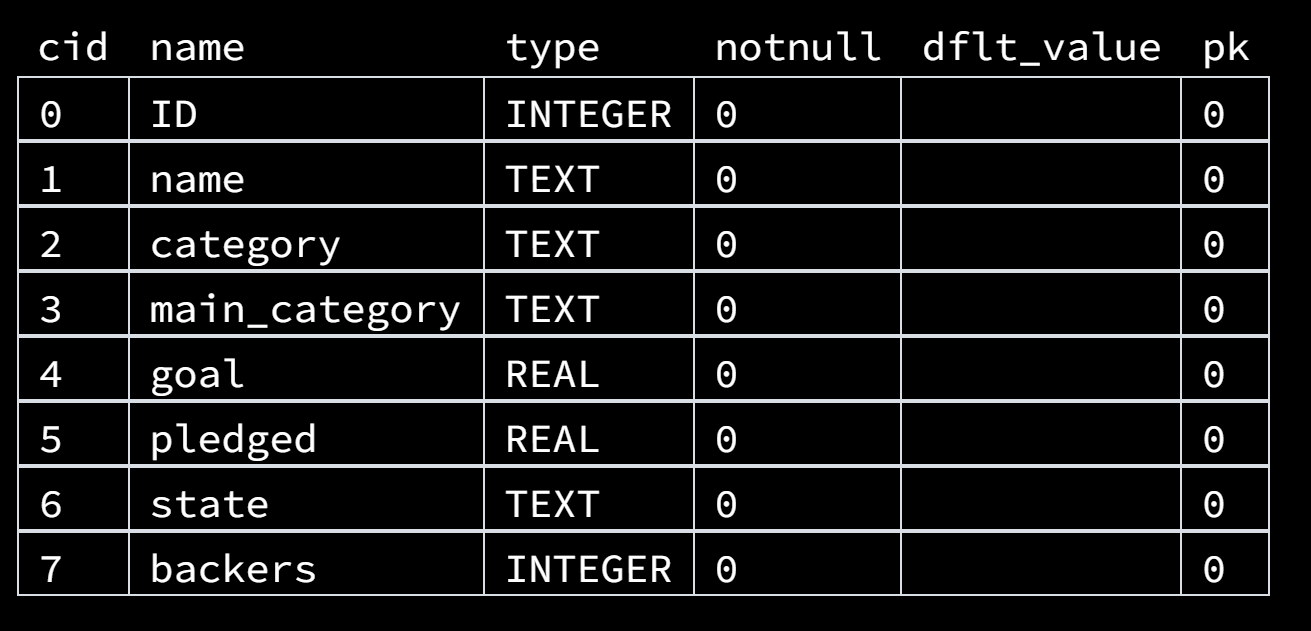 cid name type notnull dflt_value pk
0 ID INTEGER 0 0
1 name TEXT 0 0
2 category TEXT 0 0
3 main_category TEXT 0 0
4 goal REAL 0 0
5 pledged REAL 0 0
6 state TEXT 0 0
7 backers INTEGER 0 0